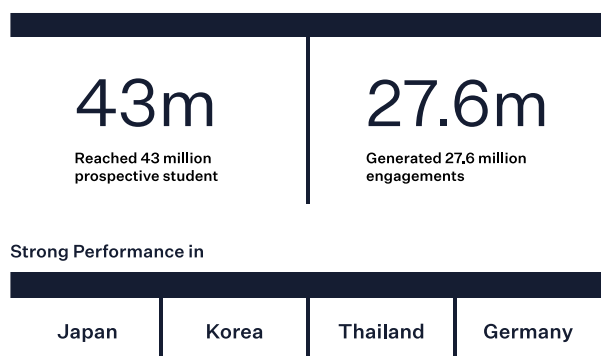 43m
Reached 43 million
prospective student
27.6m
Generated 27.6 million
engagements
Strong Performance in
Japan
Korea
Thailand
Germany